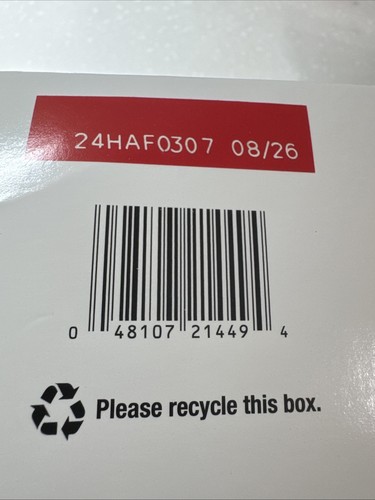 24HAF0307 08/26
0 48107 21449 4
Please recycle this box.